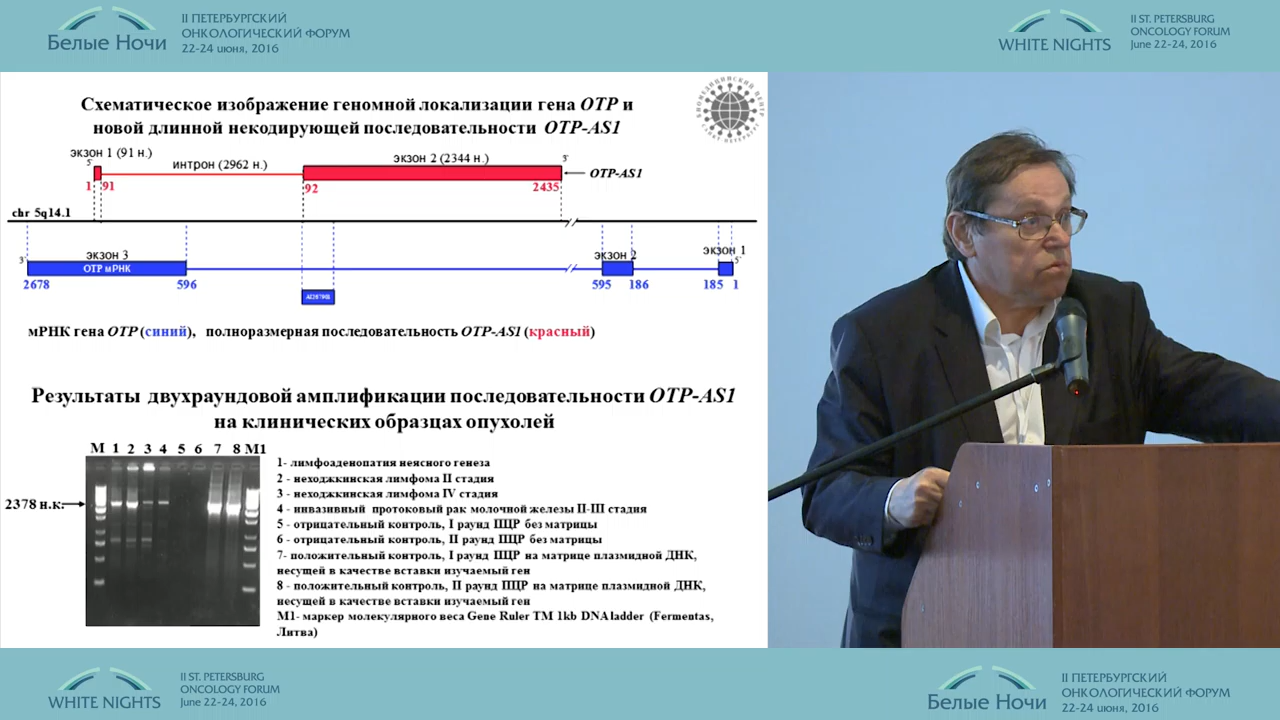 II ПЕТЕРБУРГСКИЙ
ОНКОЛОГИЧЕСКИЙ ФОРУМ
Белые Ночи
22-24 июня, 2016
II ST. PETERSBURG
ONCOLOGY FORUM
WHITE NIGHTS
June 22-24, 2016
Схематическое изображение геномной локализации гена OTP и
новой длинной некодирующей последовательности OTP-AS1
экзон 1 (91 н.)
интрон (2962 н.)
экзон 2 (2344 н.)
5'
3'
OTP-AS1
1 91
92
2435
chr 5q14.1
3'
экзон 3
экзон 2
экзон 1
5'
OTP мРНК
2678
596
595
186
185
1
мРНК гена OTP (синий), полноразмерная последовательность OTP-AS1 (красный)
Результаты двухраундовой амплификации последовательности OTP-AS1
на клинических образцах опухолей
M 1 2 3 4 5 6 7 8 M1
2378 н.к.
1- лимфоаденопатия неясного генеза
2 - неходжкинская лимфома II стадия
3 - неходжкинская лимфома IV стадия
4 - инвазивный протоковый рак молочной железы II-III стадия
5 - отрицательный контроль, I раунд ПЦР без матрицы
6 - отрицательный контроль, II раунд ПЦР без матрицы
7- положительный контроль, I раунд ПЦР на матрице плазмидной ДНК,
несущей в качестве вставки изучаемый ген
8 - положительный контроль, II раунд ПЦР на матрице плазмидной ДНК,
несущей в качестве вставки изучаемый ген
M1- маркер молекулярного веса Gene Ruler TM 1kb DNA ladder (Fermentas,
Литва)
II ST. PETERSBURG
ONCOLOGY FORUM
WHITE NIGHTS
June 22-24, 2016
II ПЕТЕРБУРГСКИЙ
ОНКОЛОГИЧЕСКИЙ ФОРУМ
Белые Ночи
22-24 июня, 2016